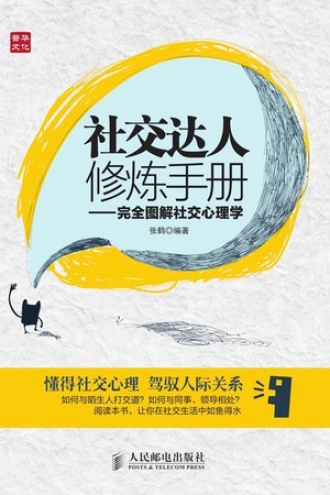 普华
文化
社交达人
修炼手册
——完全图解社交心理学
张鹤◎编著
懂得社交心理 驾驭人际关系
如何与陌生人打交道？如何与同事、领导相处？
阅读本书，让你在社交生活中如鱼得水
人民邮电出版社
POSTS & TELECOM PRESS